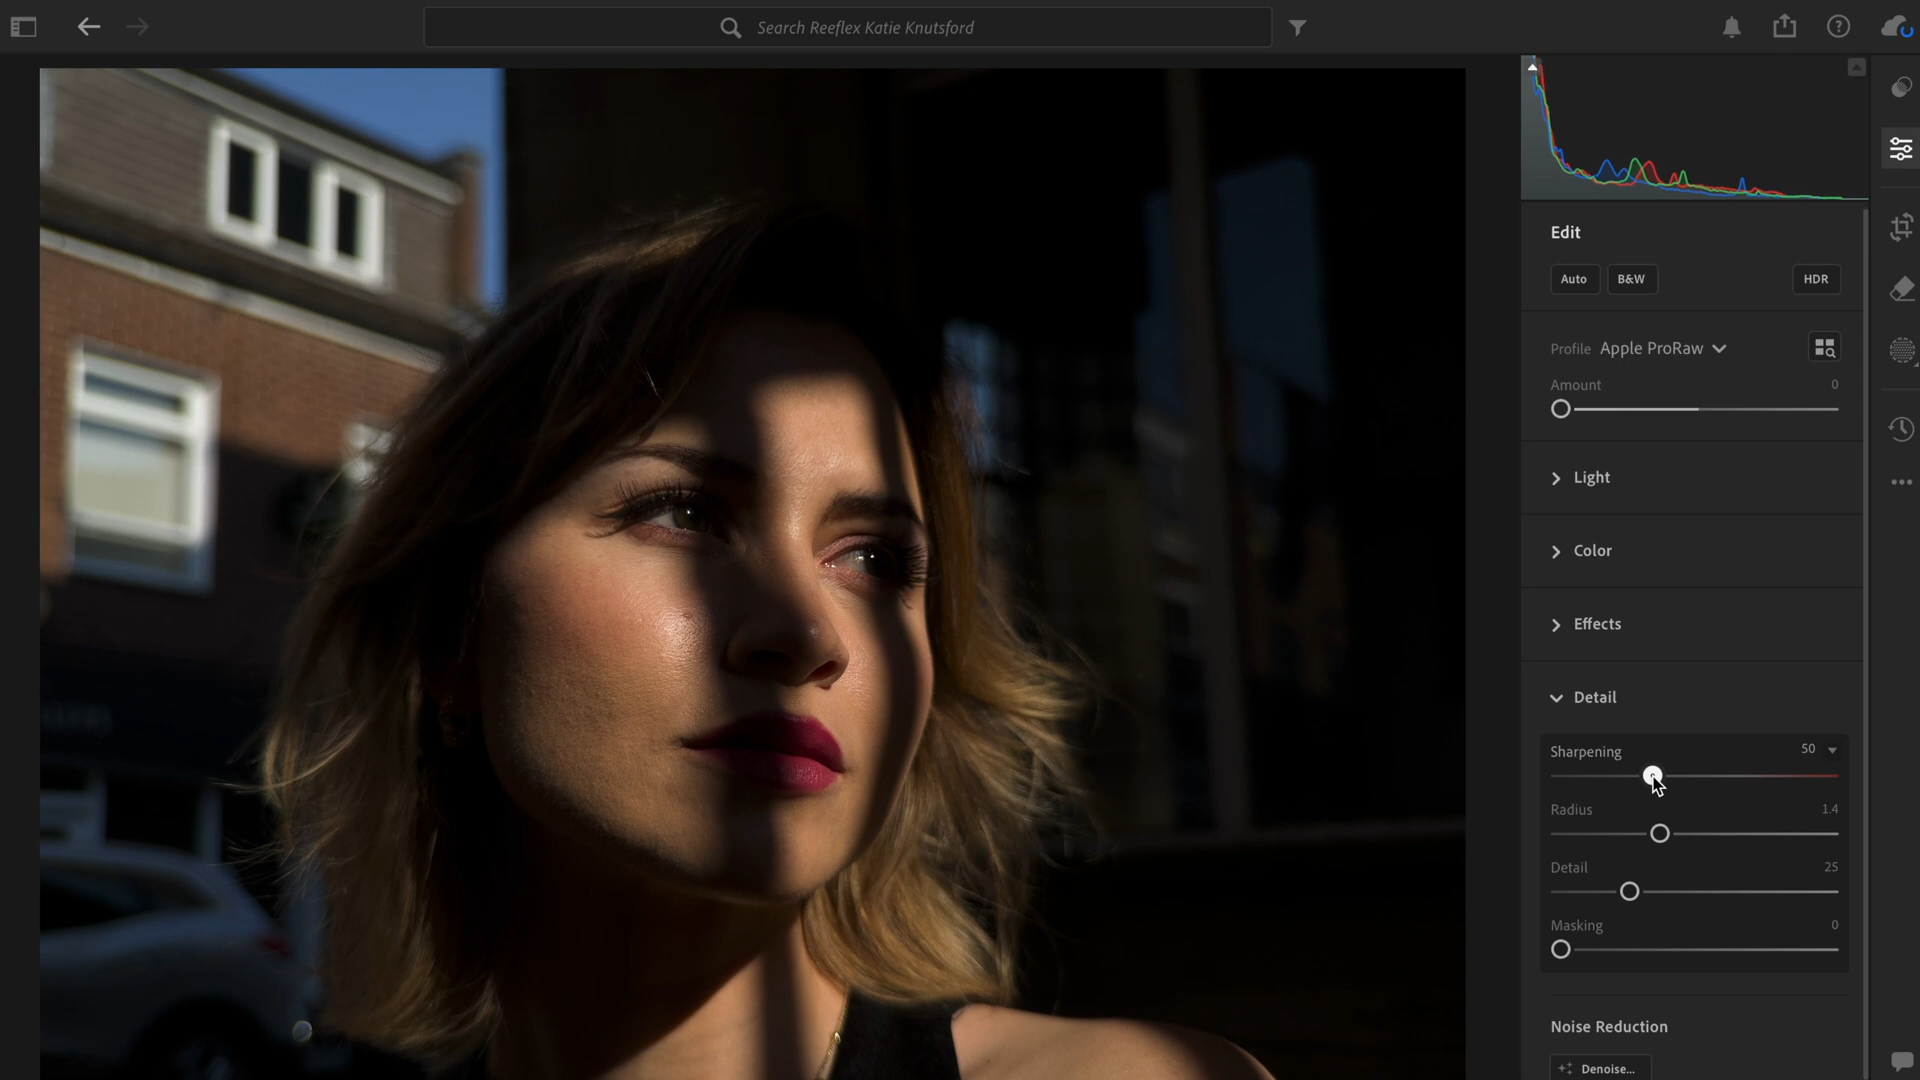 Search Reeflex Katie Knutsford
Edit
Auto B&W HDR
Profile Apple ProRaw
Amount 0
Light
Color
Effects
Detail
Sharpening 50
Radius 1.4
Detail 25
Masking 0
Noise Reduction
Denoise...